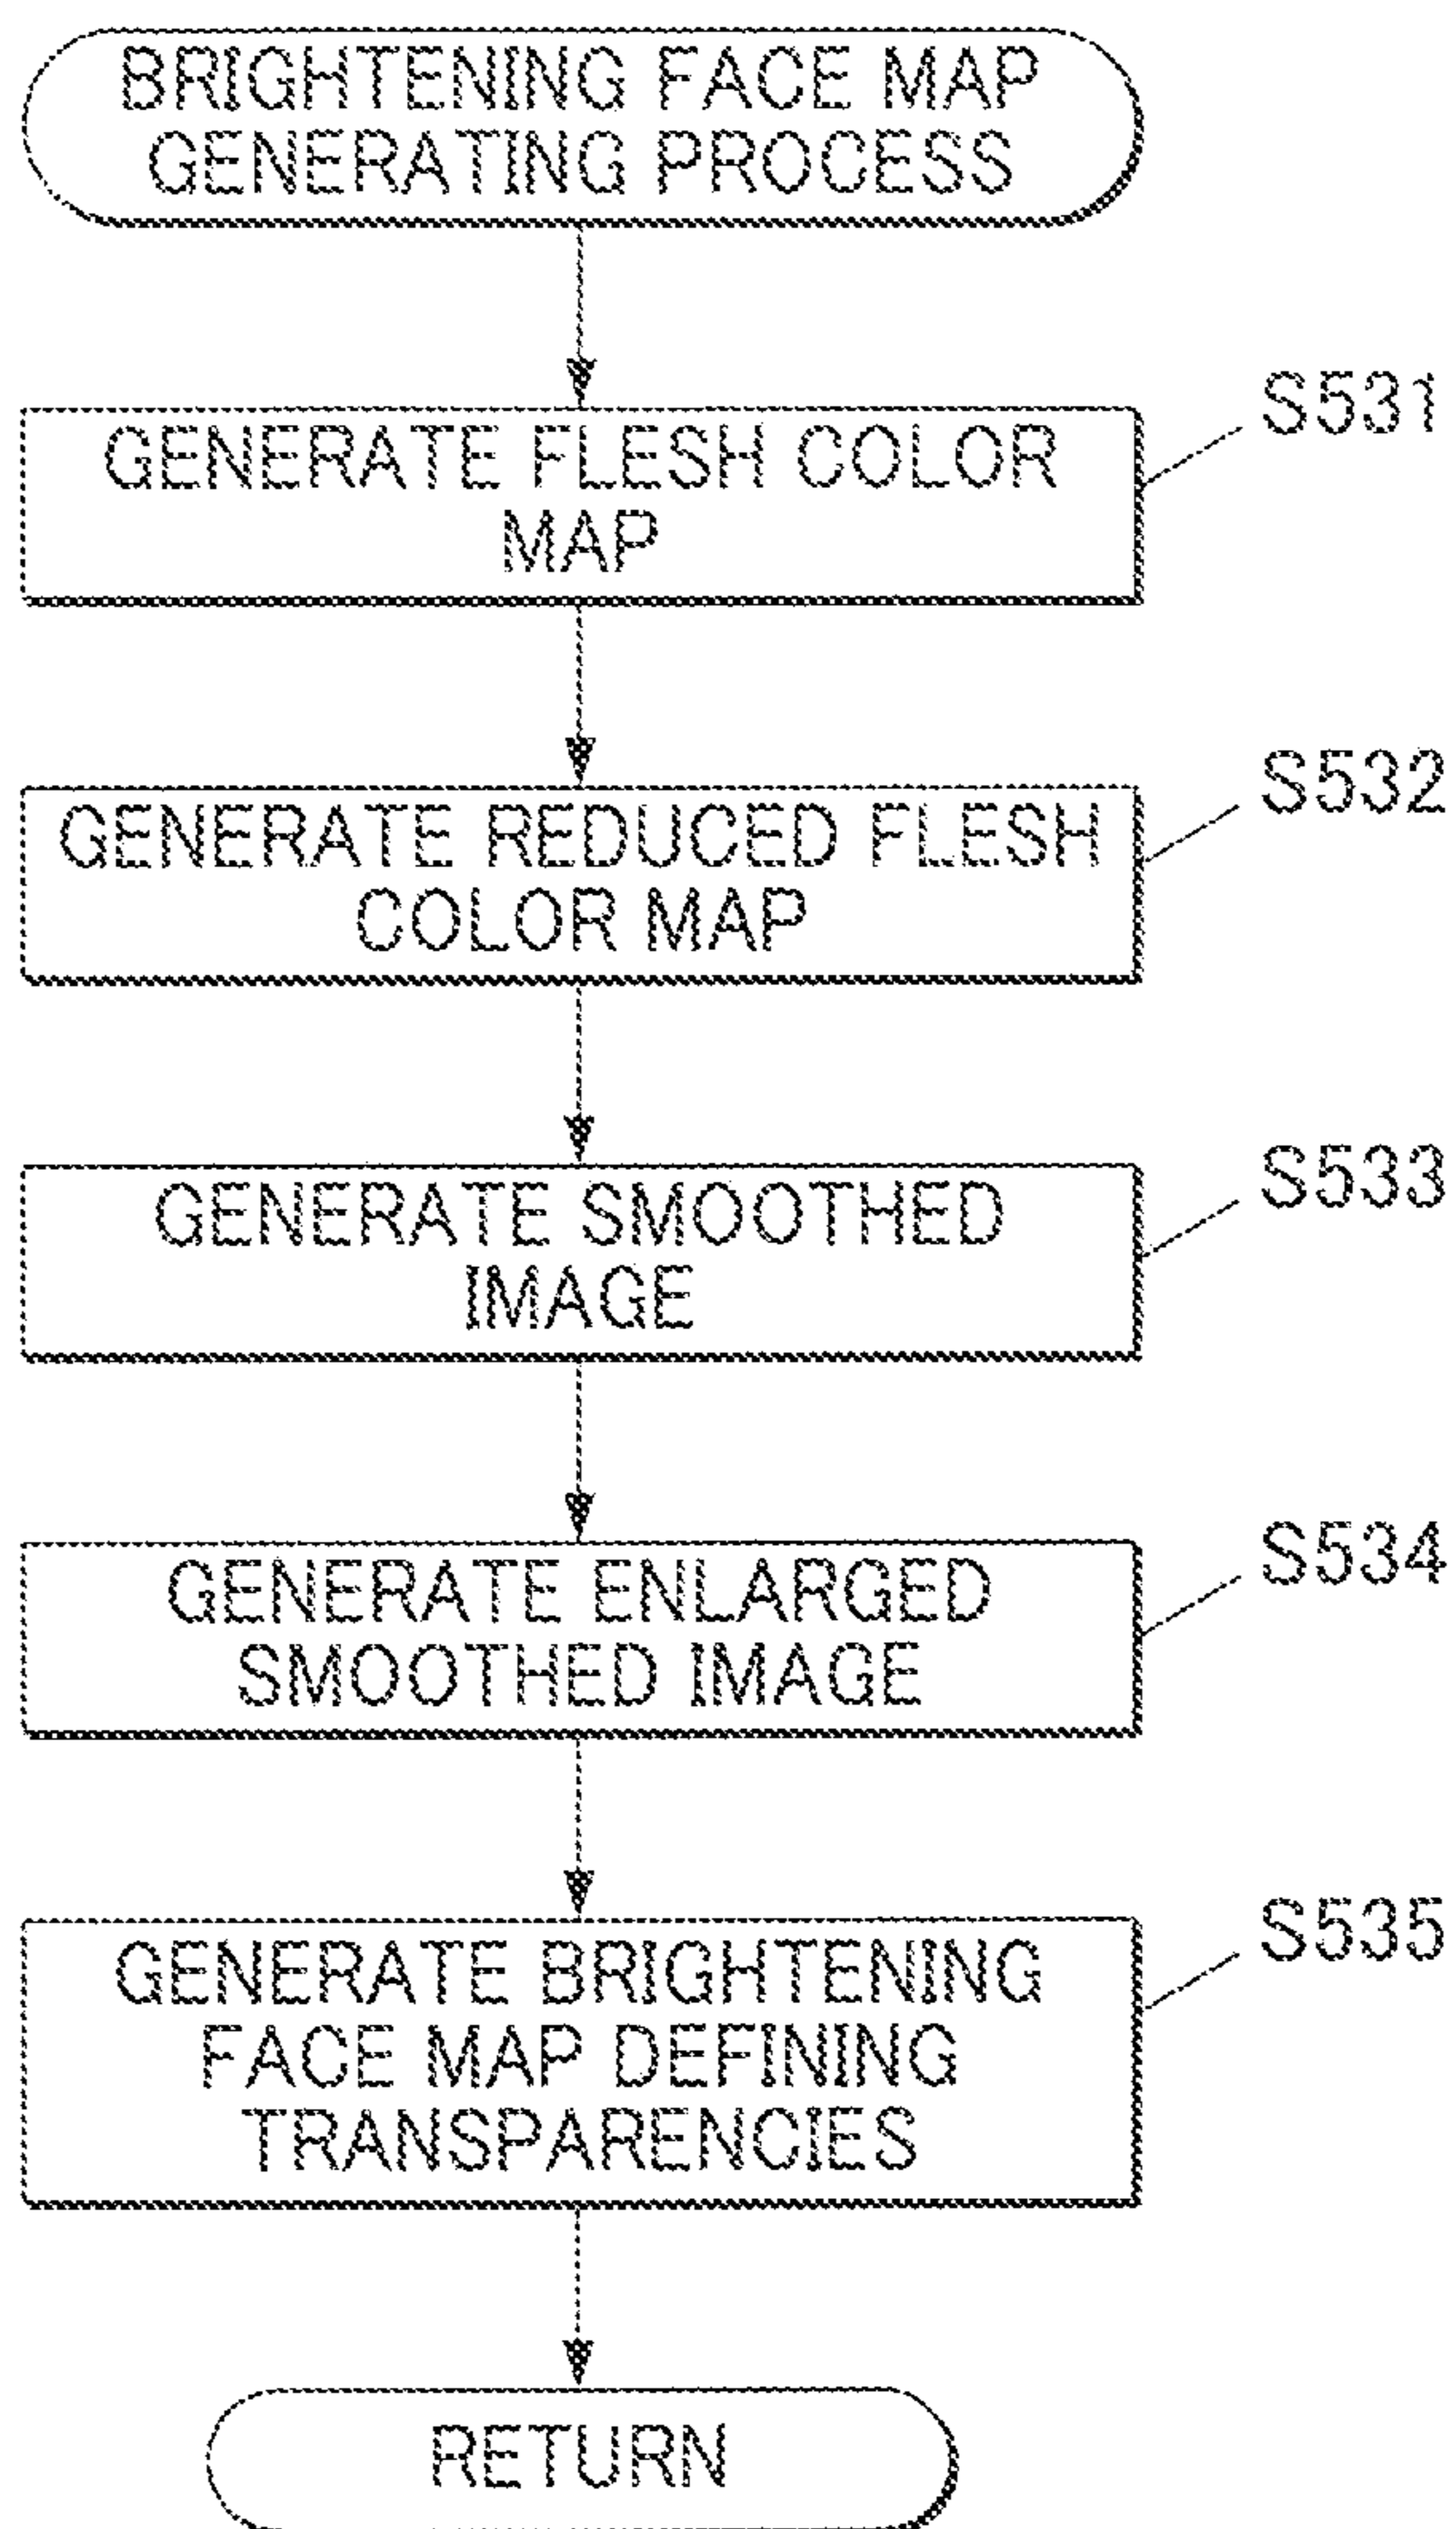 BRIGHTENING FACE MAP
GENERATING PROCESS
GENERATE FLESH COLOR
MAP
S531
GENERATE REDUCED FLESH
COLOR MAP
S532
GENERATE SMOOTHED
IMAGE
S533
GENERATE ENLARGED
SMOOTHED IMAGE
S534
GENERATE BRIGHTENING
FACE MAP DEFINING
TRANSPARENCIES
S535
RETURN